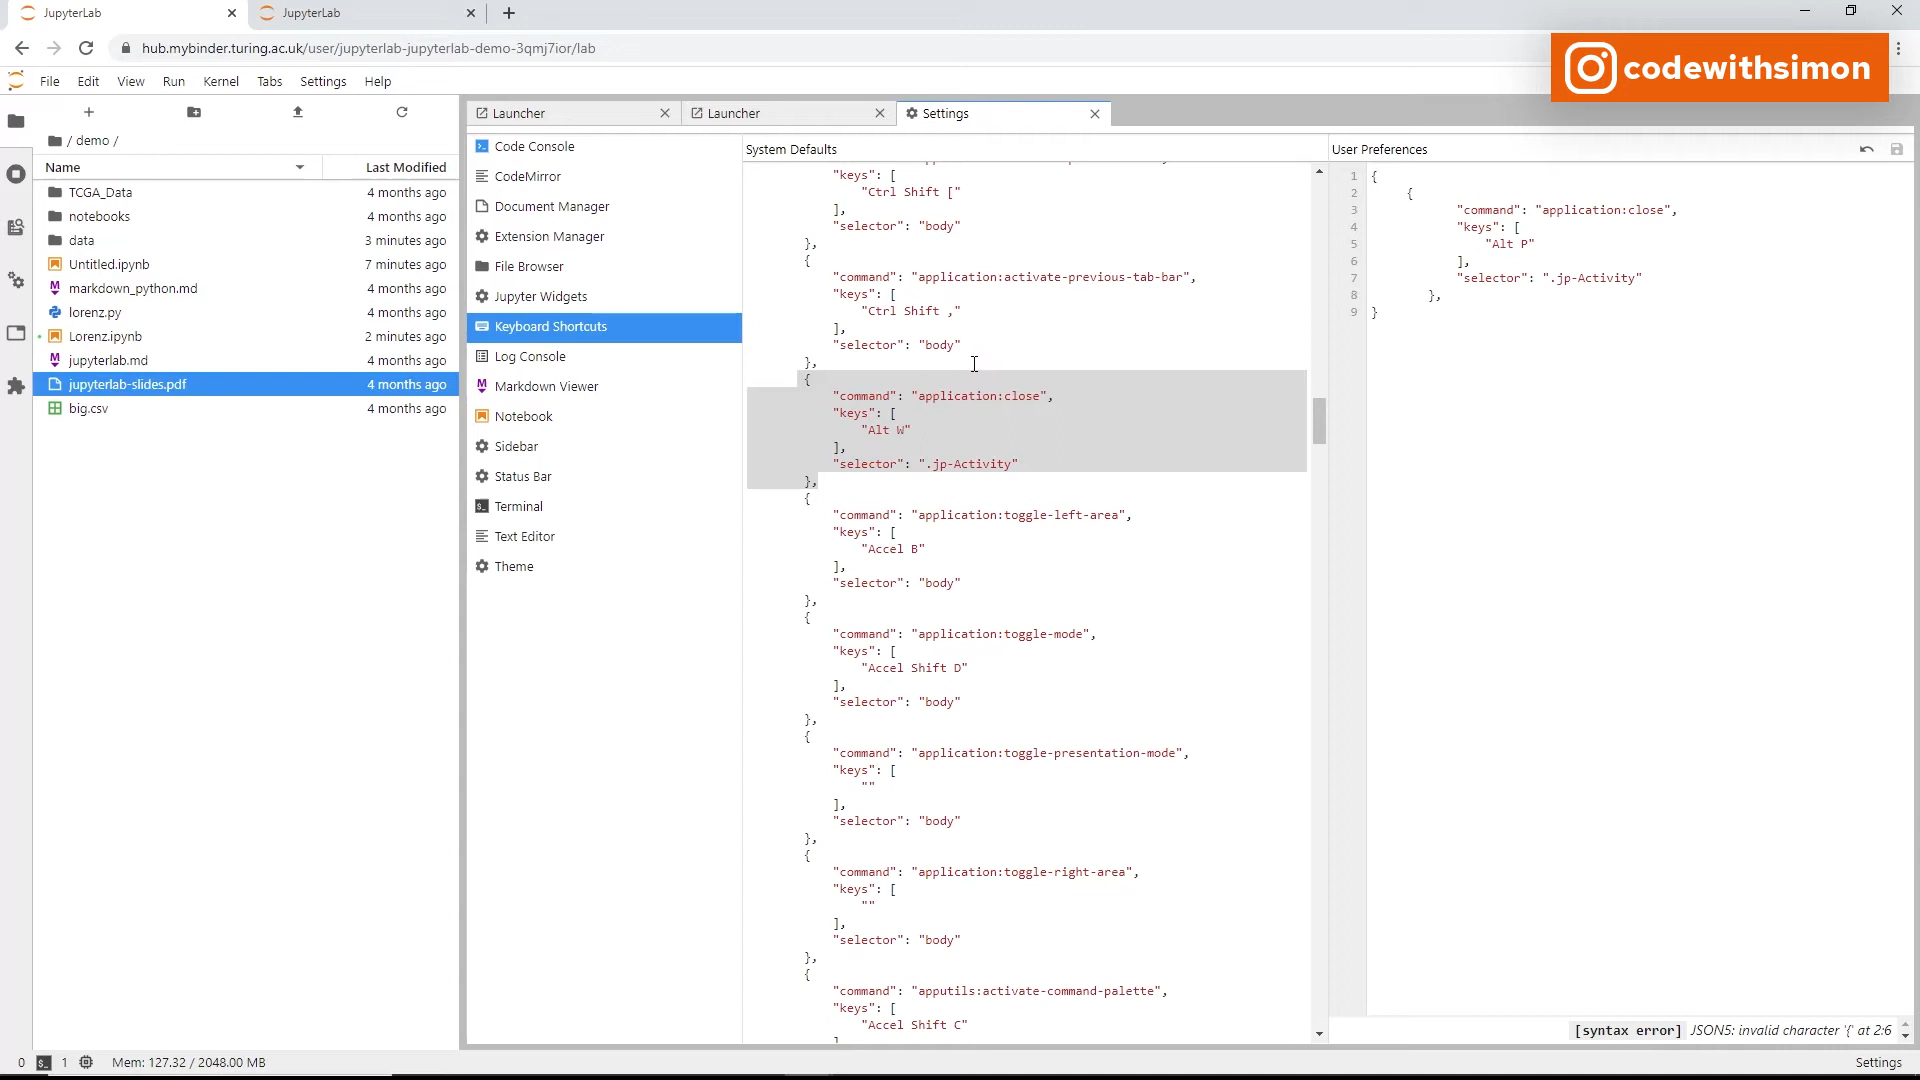 JupyterLab
JupyterLab
hub.mybinder.turing.ac.uk/user/jupyterlab-jupyterlab-demo-3qmj7ior/lab
codewithsimon
File Edit View Run Kernel Tabs Settings Help
/ demo /
Name Last Modified
TCGA_Data 4 months ago
notebooks 4 months ago
data 3 minutes ago
Untitled.ipynb 7 minutes ago
markdown_python.md 4 months ago
lorenz.py 4 months ago
Lorenz.ipynb 2 minutes ago
jupyterlab.md 4 months ago
jupyterlab-slides.pdf 4 months ago
big.csv 4 months ago
Launcher
Launcher
Settings
Code Console
CodeMirror
Document Manager
Extension Manager
File Browser
Jupyter Widgets
Keyboard Shortcuts
Log Console
Markdown Viewer
Notebook
Sidebar
Status Bar
Terminal
Text Editor
Theme
System Defaults
"keys": [
"Ctrl Shift ["
],
"selector": "body"
},
{
"command": "application:activate-previous-tab-bar",
"keys": [
"Ctrl Shift ,"
],
"selector": "body"
},
{
"command": "application:close",
"keys": [
"Alt W"
],
"selector": ".jp-Activity"
},
{
"command": "application:toggle-left-area",
"keys": [
"Accel B"
],
"selector": "body"
},
{
"command": "application:toggle-mode",
"keys": [
"Accel Shift D"
],
"selector": "body"
},
{
"command": "application:toggle-presentation-mode",
"keys": [
""
],
"selector": "body"
},
{
"command": "application:toggle-right-area",
"keys": [
""
],
"selector": "body"
},
{
"command": "apputils:activate-command-palette",
"keys": [
"Accel Shift C"
User Preferences
1 {
2 {
3 "command": "application:close",
4 "keys": [
5 "Alt P"
6 ],
7 "selector": ".jp-Activity"
8 },
9 }
[syntax error] JSON5: invalid character '{' at 2:6
0 1 Mem: 127.32 / 2048.00 MB
Settings